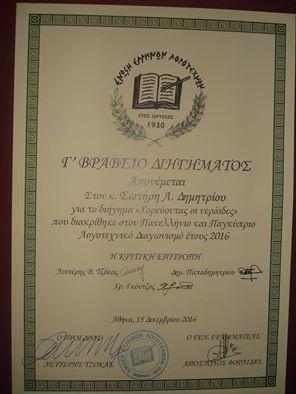 ΕΝΩΣΗ ΕΛΛΗΝΩΝ ΛΟΓΟΤΕΧΝΩΝ
ΕΤΟΣ ΙΔΡΥΣΕΩΣ
1930
Γ' ΒΡΑΒΕΙΟ ΔΙΗΓΗΜΑΤΟΣ
Απονέμεται
Στον κ. Σωτήρη Λ. Δημητρίου
για το διήγημα «Χορεύοντας οι νεράιδες»
που διακρίθηκε στον Πανελλήνιο και Παγκύπριο
Λογοτεχνικό Διαγωνισμό έτους 2016
Η ΚΡΙΤΙΚΗ ΕΠΙΤΡΟΠΗ
Λευτέρης Β. Τζόκας Δημ. Παπαδημητρίου
Χρ. Γκόντζος
Αθήνα, 15 Δεκεμβρίου 2016
Ο ΠΡΟΕΔΡΟΣ Ο ΓΕΝ. ΓΡΑΜΜΑΤΕΑΣ
ΛΕΥΤΕΡΗΣ ΤΖΟΚΑΣ ΑΠΟΣΤΟΛΟΣ ΦΟΡΛΙΔΑΣ